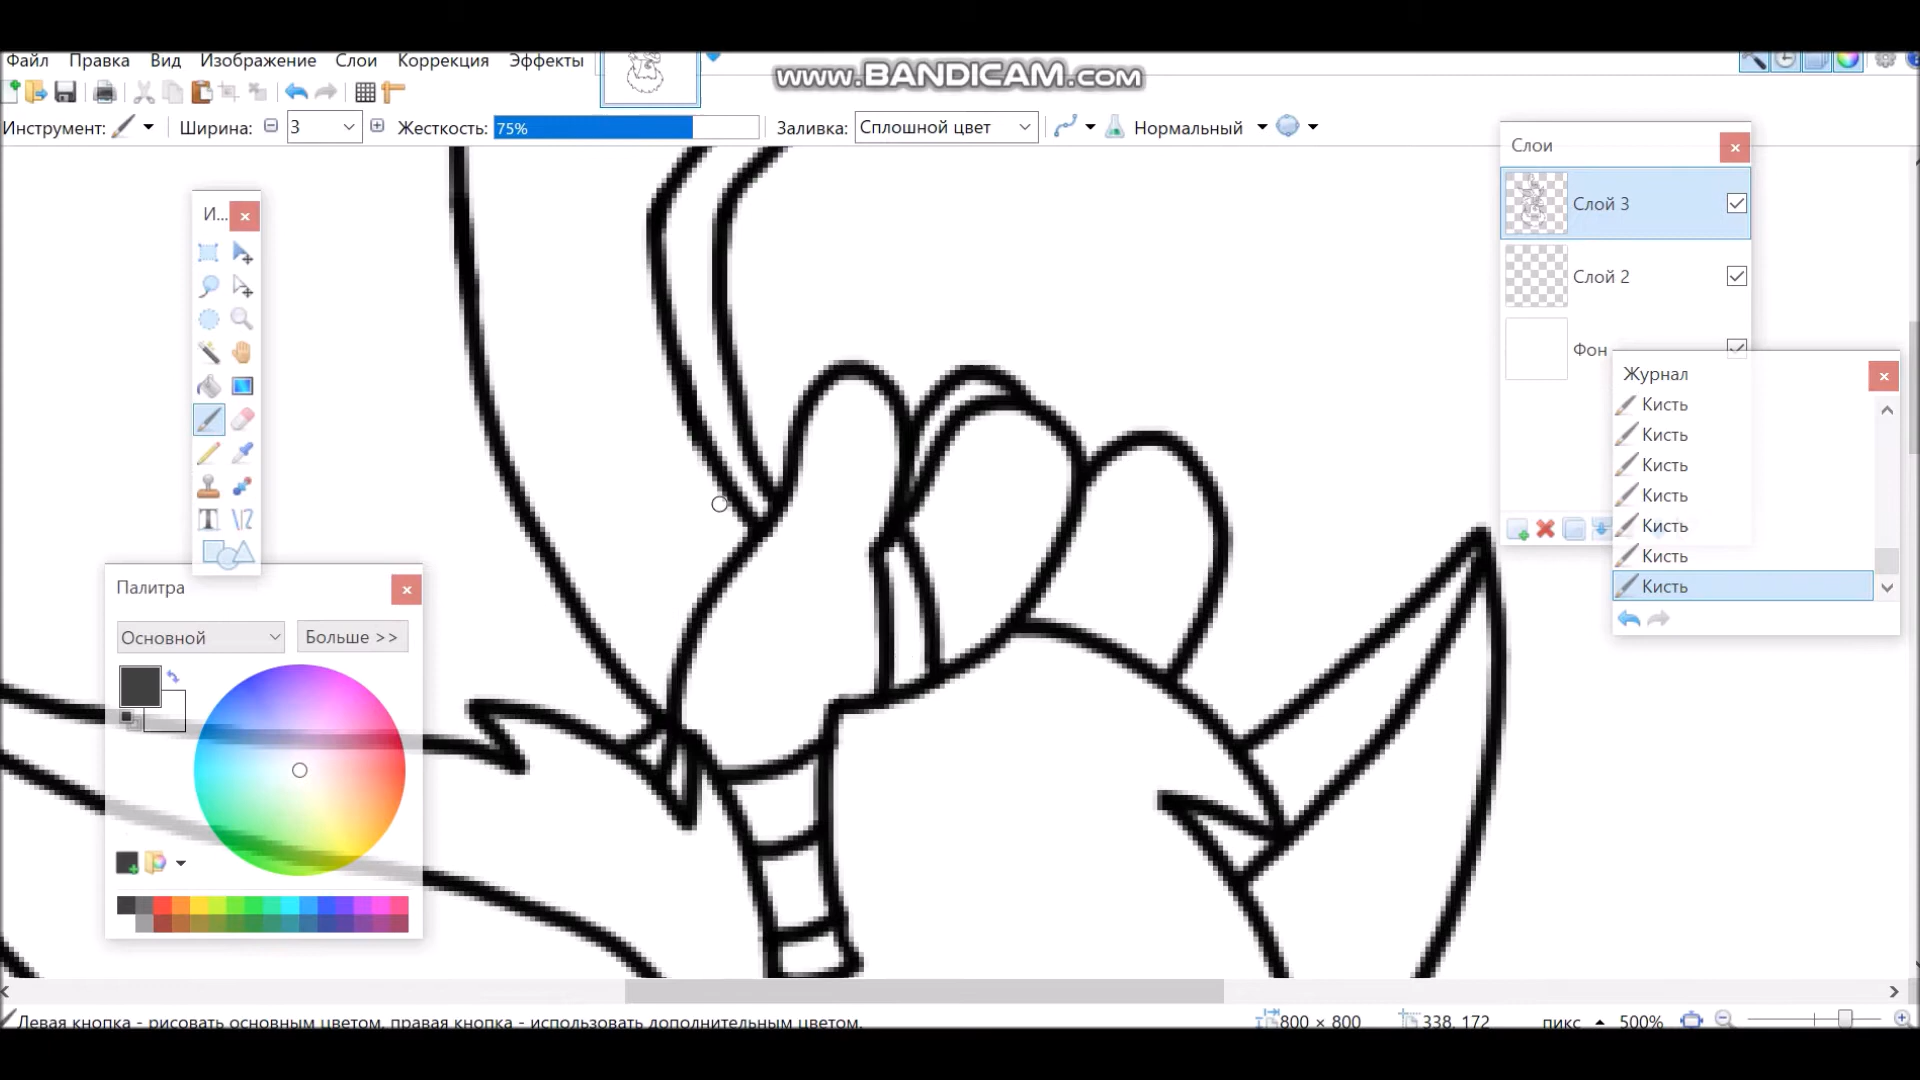 Файл Правка Вид Изображение Слои Коррекция Эффекты
www.BANDICAM.com
Инструмент: Ширина: 3 Жесткость: 75% Заливка: Сплошной цвет Нормальный
И...
Слои
Слой 3
Слой 2
Фон
Журнал
Кисть
Кисть
Кисть
Кисть
Кисть
Кисть
Кисть
Палитра
Основной Больше >>
Левая кнопка - рисовать основным цветом, правая кнопка - использовать дополнительным цветом.
800 × 800 338, 172 пикс 500%